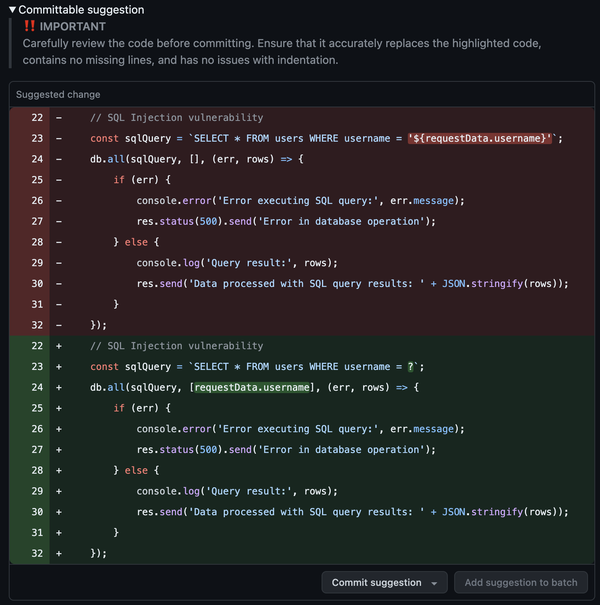 ▼ Committable suggestion
‼ IMPORTANT
Carefully review the code before committing. Ensure that it accurately replaces the highlighted code,
contains no missing lines, and has no issues with indentation.
Suggested change
22 - // SQL Injection vulnerability
23 - const sqlQuery = `SELECT * FROM users WHERE username = '${requestData.username}'`;
24 - db.all(sqlQuery, [], (err, rows) => {
25 - if (err) {
26 - console.error('Error executing SQL query:', err.message);
27 - res.status(500).send('Error in database operation');
28 - } else {
29 - console.log('Query result:', rows);
30 - res.send('Data processed with SQL query results: ' + JSON.stringify(rows));
31 - }
32 - });
22 + // SQL Injection vulnerability
23 + const sqlQuery = `SELECT * FROM users WHERE username = ?`;
24 + db.all(sqlQuery, [requestData.username], (err, rows) => {
25 + if (err) {
26 + console.error('Error executing SQL query:', err.message);
27 + res.status(500).send('Error in database operation');
28 + } else {
29 + console.log('Query result:', rows);
30 + res.send('Data processed with SQL query results: ' + JSON.stringify(rows));
31 + }
32 + });
Commit suggestion Add suggestion to batch